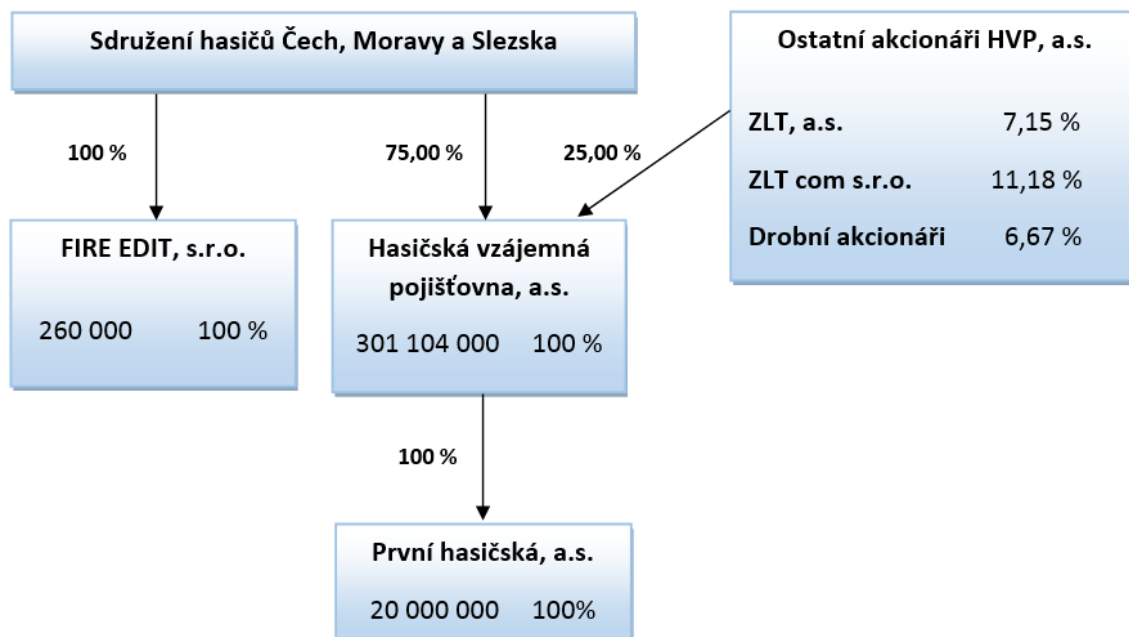 Sdružení hasičů Čech, Moravy a Slezska
Ostatní akcionáři HVP, a.s.
ZLT, a.s. 7,15 %
ZLT com s.r.o. 11,18 %
Drobní akcionáři 6,67 %
100 %
75,00 %
25,00 %
FIRE EDIT, s.r.o.
260 000 100 %
Hasičská vzájemná
pojišťovna, a.s.
301 104 000 100 %
100 %
První hasičská, a.s.
20 000 000 100%